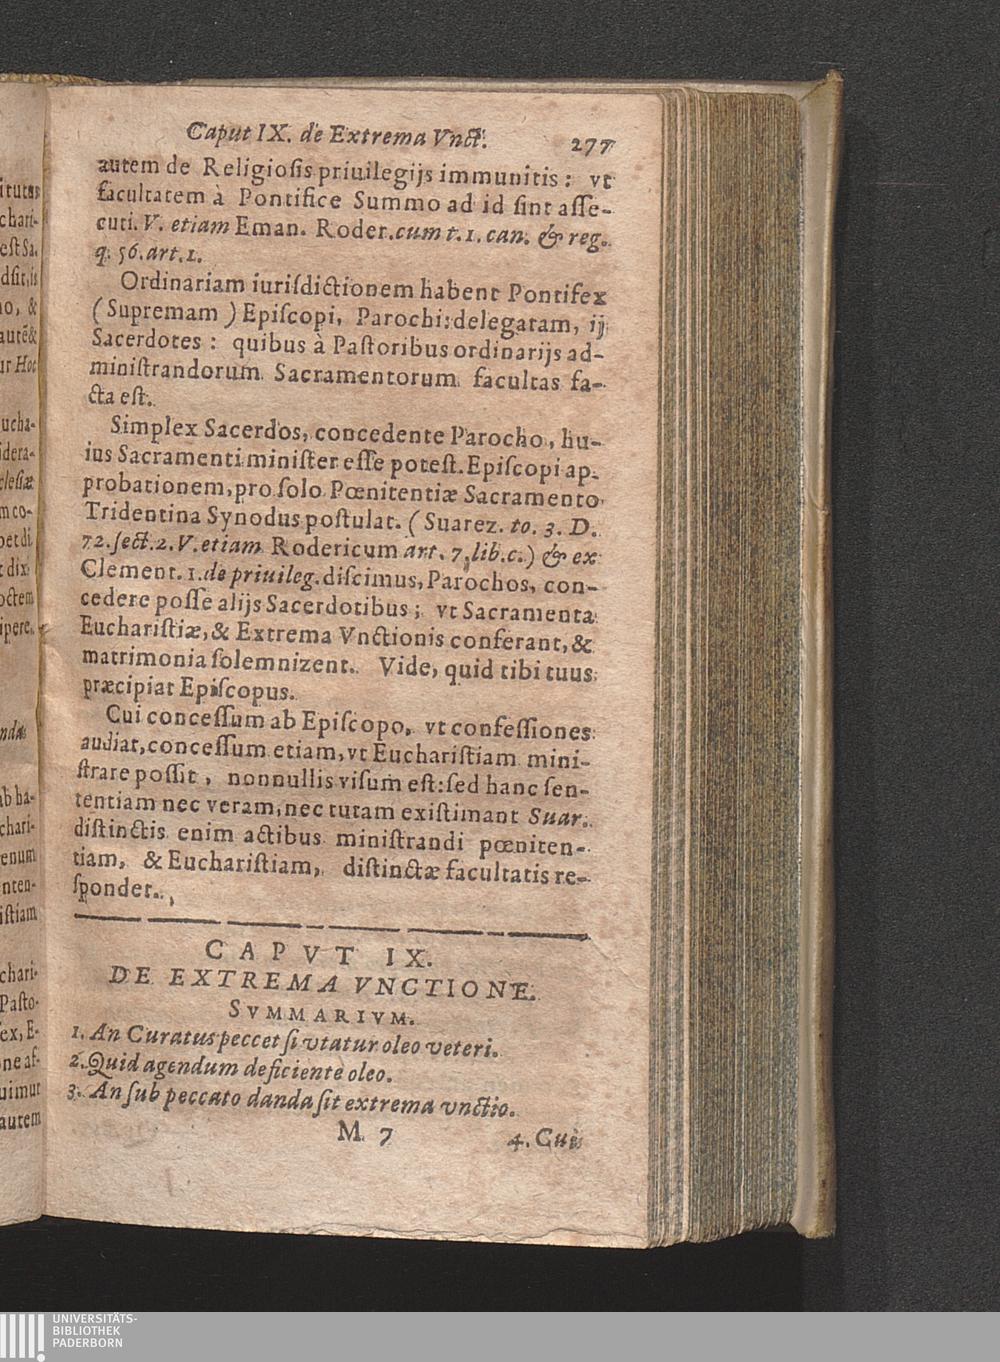 Caput IX. de Extrema Vnct. 277
autem de Religiosis priuilegijs immunitis: vt
facultatem à Pontifice Summo ad id sint asse-
cuti. V. etiam Eman. Roder. cum t. 1. can. & reg.
q. 56. art. 1.
Ordinariam iurisdictionem habent Pontifex
(Supremam) Episcopi, Parochi: delegatam, ij
Sacerdotes: quibus à Pastoribus ordinarijs ad-
ministrandorum Sacramentorum facultas fa-
cta est.
Simplex Sacerdos, concedente Parocho, hu-
ius Sacramenti minister esse potest. Episcopi ap-
probationem, pro solo Pœnitentiæ Sacramento
Tridentina Synodus postulat. (Suarez. to. 3. D.
72. sect. 2. V. etiam Rodericum art. 7. lib. c.) & ex
Clement. 1. de priuileg. discimus, Parochos, con-
cedere posse alijs Sacerdotibus; vt Sacramenta
Eucharistiæ, & Extrema Vnctionis conferant, &
matrimonia solemnizent. Vide, quid tibi tuus
præcipiat Episcopus.
Cui concessum ab Episcopo, vt confessiones
audiat, concessum etiam, vt Eucharistiam mini-
strare possit, nonnullis visum est: sed hanc sen-
tentiam nec veram, nec tutam existimant Suar.
distinctis enim actibus ministrandi pœniten-
tiam, & Eucharistiam, distinctæ facultatis re-
spondet.
CAPVT IX.
DE EXTREMA VNCTIONE.
SVMMARIVM.
1. An Curatus peccet si vtatur oleo veteri.
2. Quid agendum deficiente oleo.
3. An sub peccato danda sit extrema vnctio.
M 7 4. Cui
UNIVERSITÄTS-
BIBLIOTHEK
PADERBORN